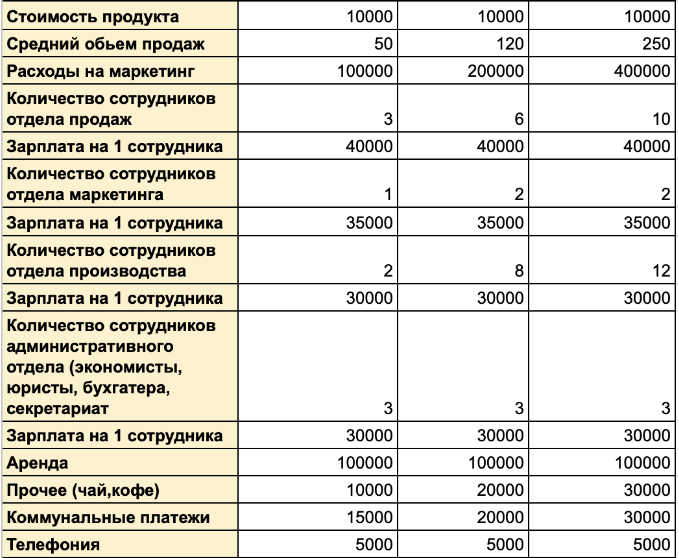 Стоимость продукта 10000 10000 10000
Средний обьем продаж 50 120 250
Расходы на маркетинг 100000 200000 400000
Количество сотрудников
отдела продаж 3 6 10
Зарплата на 1 сотрудника 40000 40000 40000
Количество сотрудников
отдела маркетинга 1 2 2
Зарплата на 1 сотрудника 35000 35000 35000
Количество сотрудников
отдела производства 2 8 12
Зарплата на 1 сотрудника 30000 30000 30000
Количество сотрудников
административного
отдела (экономисты,
юристы, бухгатера,
секретариат 3 3 3
Зарплата на 1 сотрудника 30000 30000 30000
Аренда 100000 100000 100000
Прочее (чай,кофе) 10000 20000 30000
Коммунальные платежи 15000 20000 30000
Телефония 5000 5000 5000